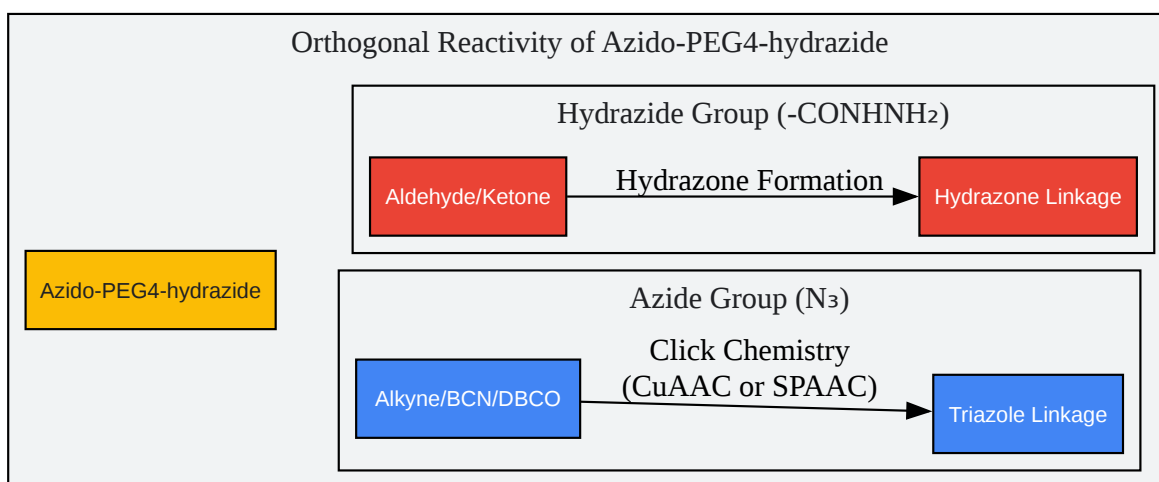 Orthogonal Reactivity of Azido-PEG4-hydrazide
Hydrazide Group (-CONHNH₂)
Aldehyde/Ketone
Hydrazone Formation
Hydrazone Linkage
Azido-PEG4-hydrazide
Azide Group (N₃)
Alkyne/BCN/DBCO
Click Chemistry
(CuAAC or SPAAC)
Triazole Linkage